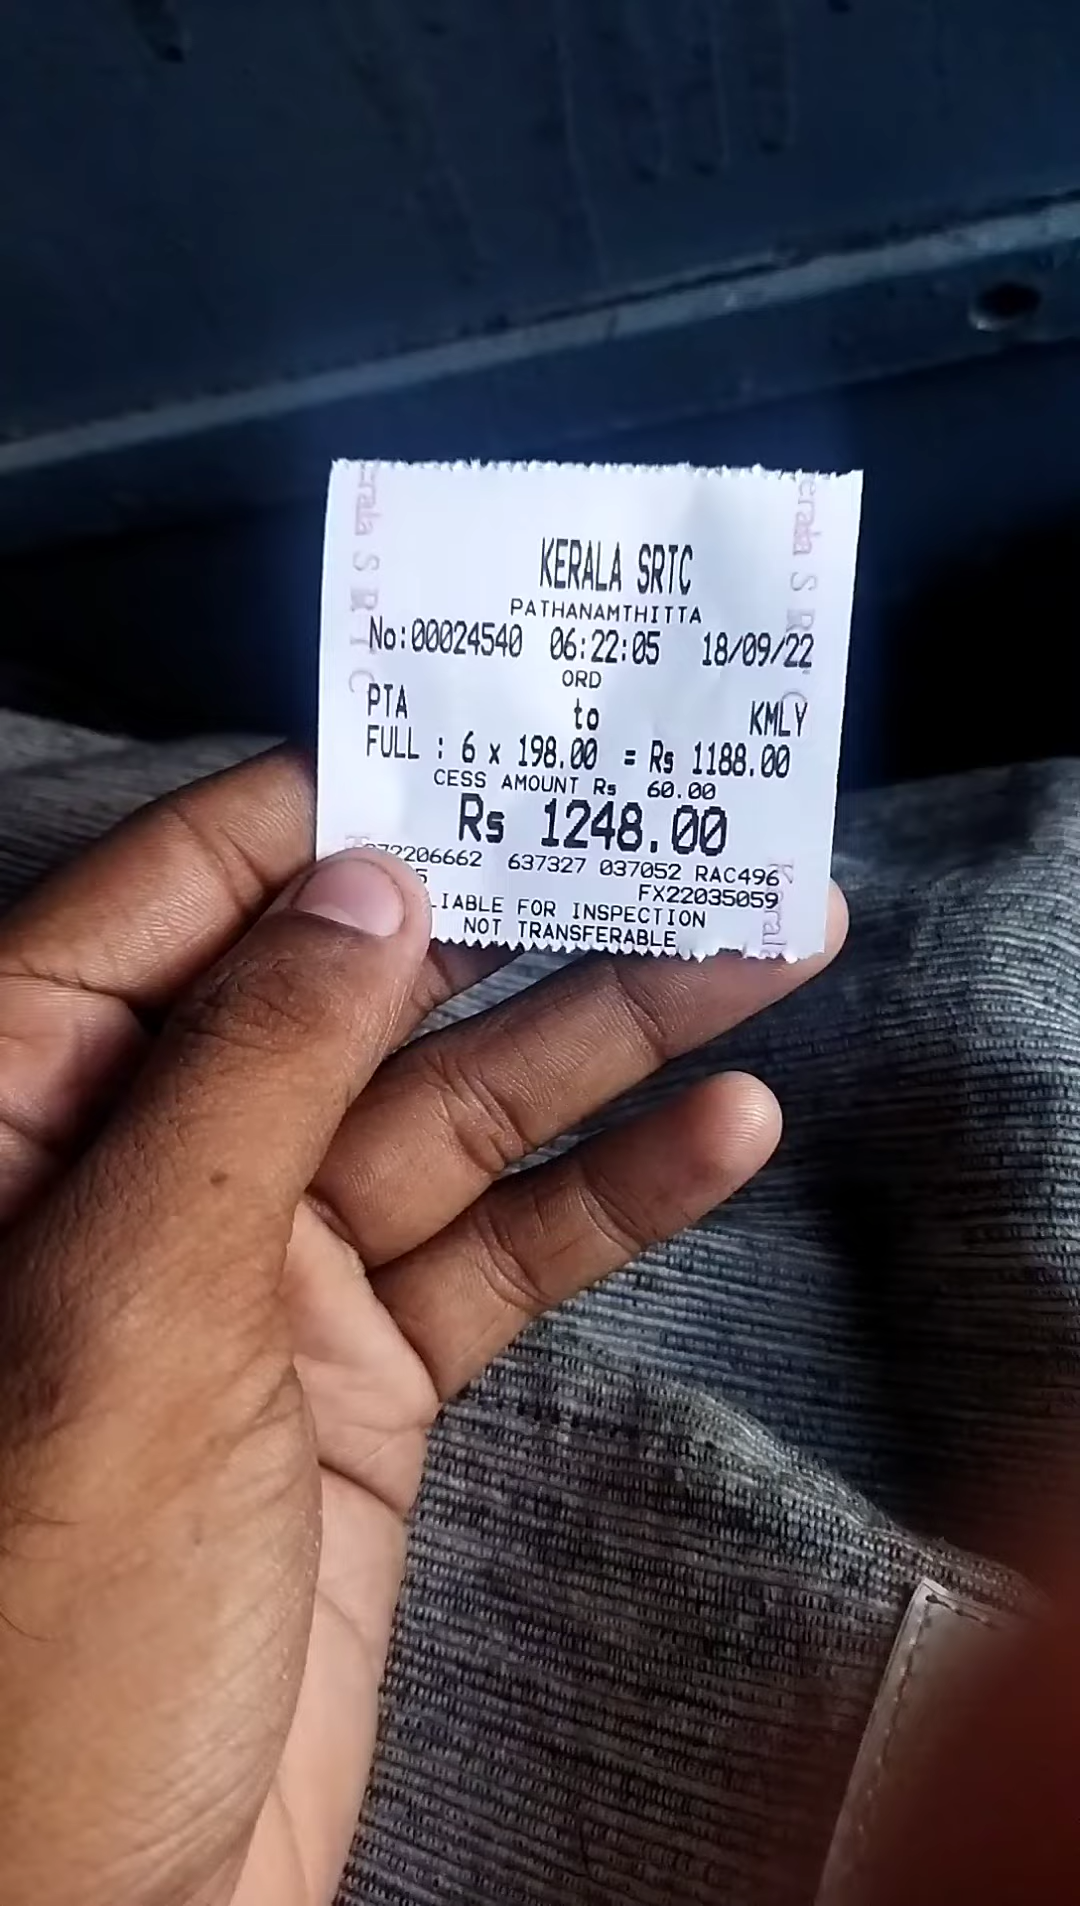 KERALA SRTC
PATHANAMTHITTA
No:00024540 06:22:05 18/09/22
ORD
PTA to KMLY
FULL : 6 x 198.00 = Rs 1188.00
CESS AMOUNT Rs 60.00
Rs 1248.00
637327 037052 RAC496
FX22035059
FOR INSPECTION
NOT TRANSFERABLE